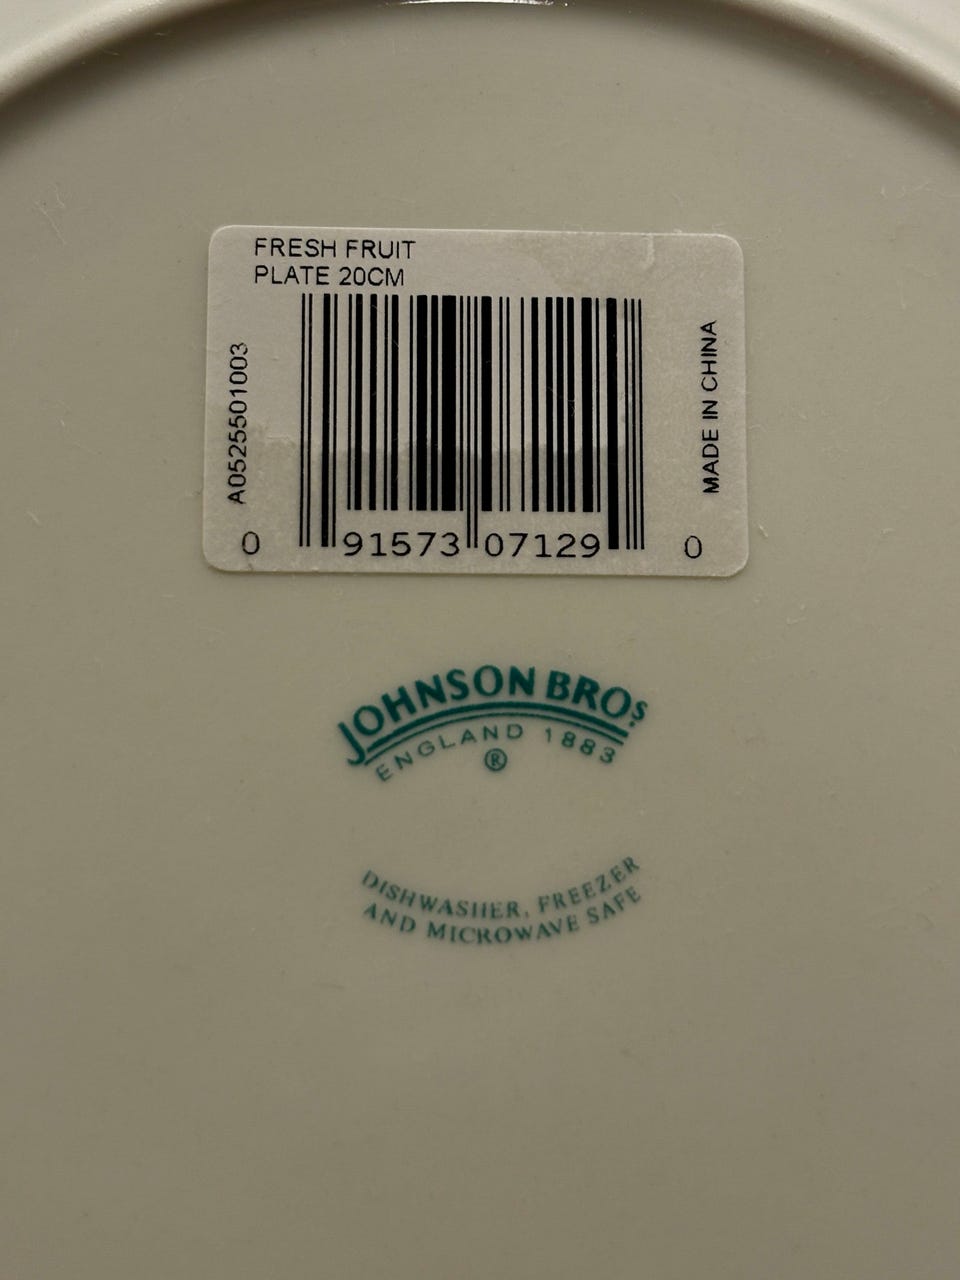 FRESH FRUIT
PLATE 20CM
A0525501003
MADE IN CHINA
0 91573 07129 0
JOHNSON BROS
ENGLAND 1883
®
DISHWASHER, FREEZER
AND MICROWAVE SAFE